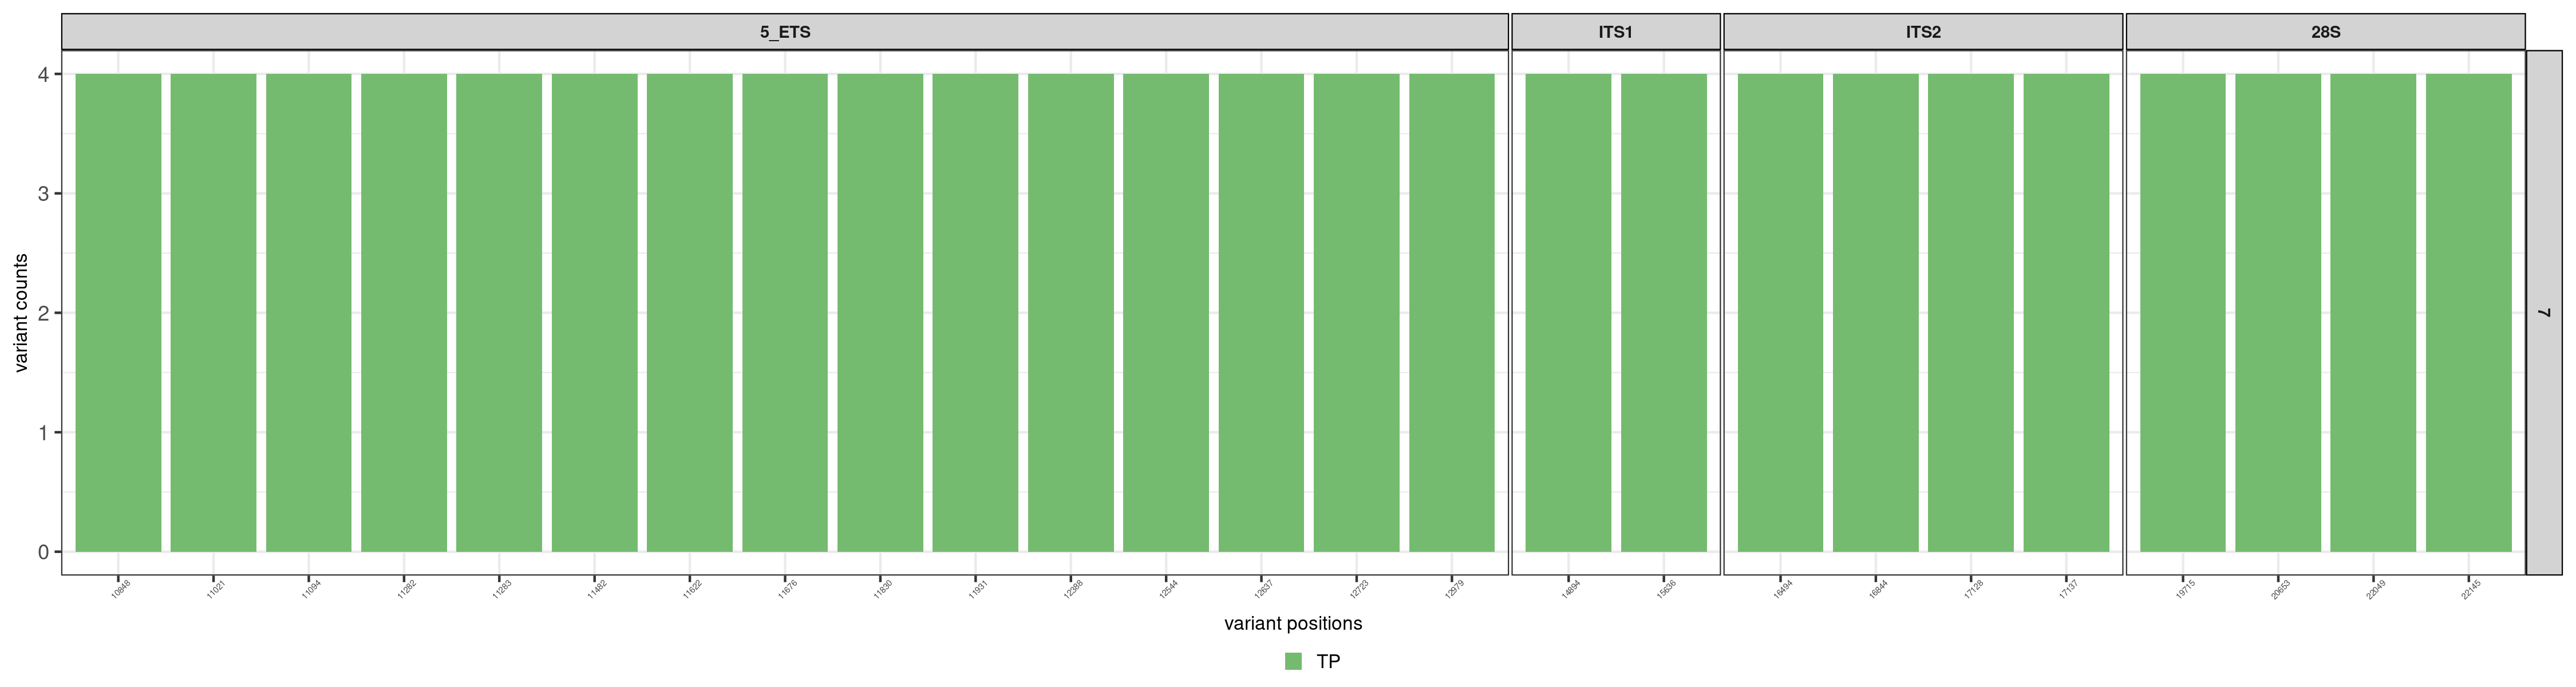 5_ETS ITS1 ITS2 28S
4
3
2
1
0
variant counts
7
10848 11021 11094 11282 11283 11482 11622 11676 11830 11931 12388 12544 12637 12723 12979 14894 15636 16494 16844 17128 17137 19715 20653 22049 22145
variant positions
TP